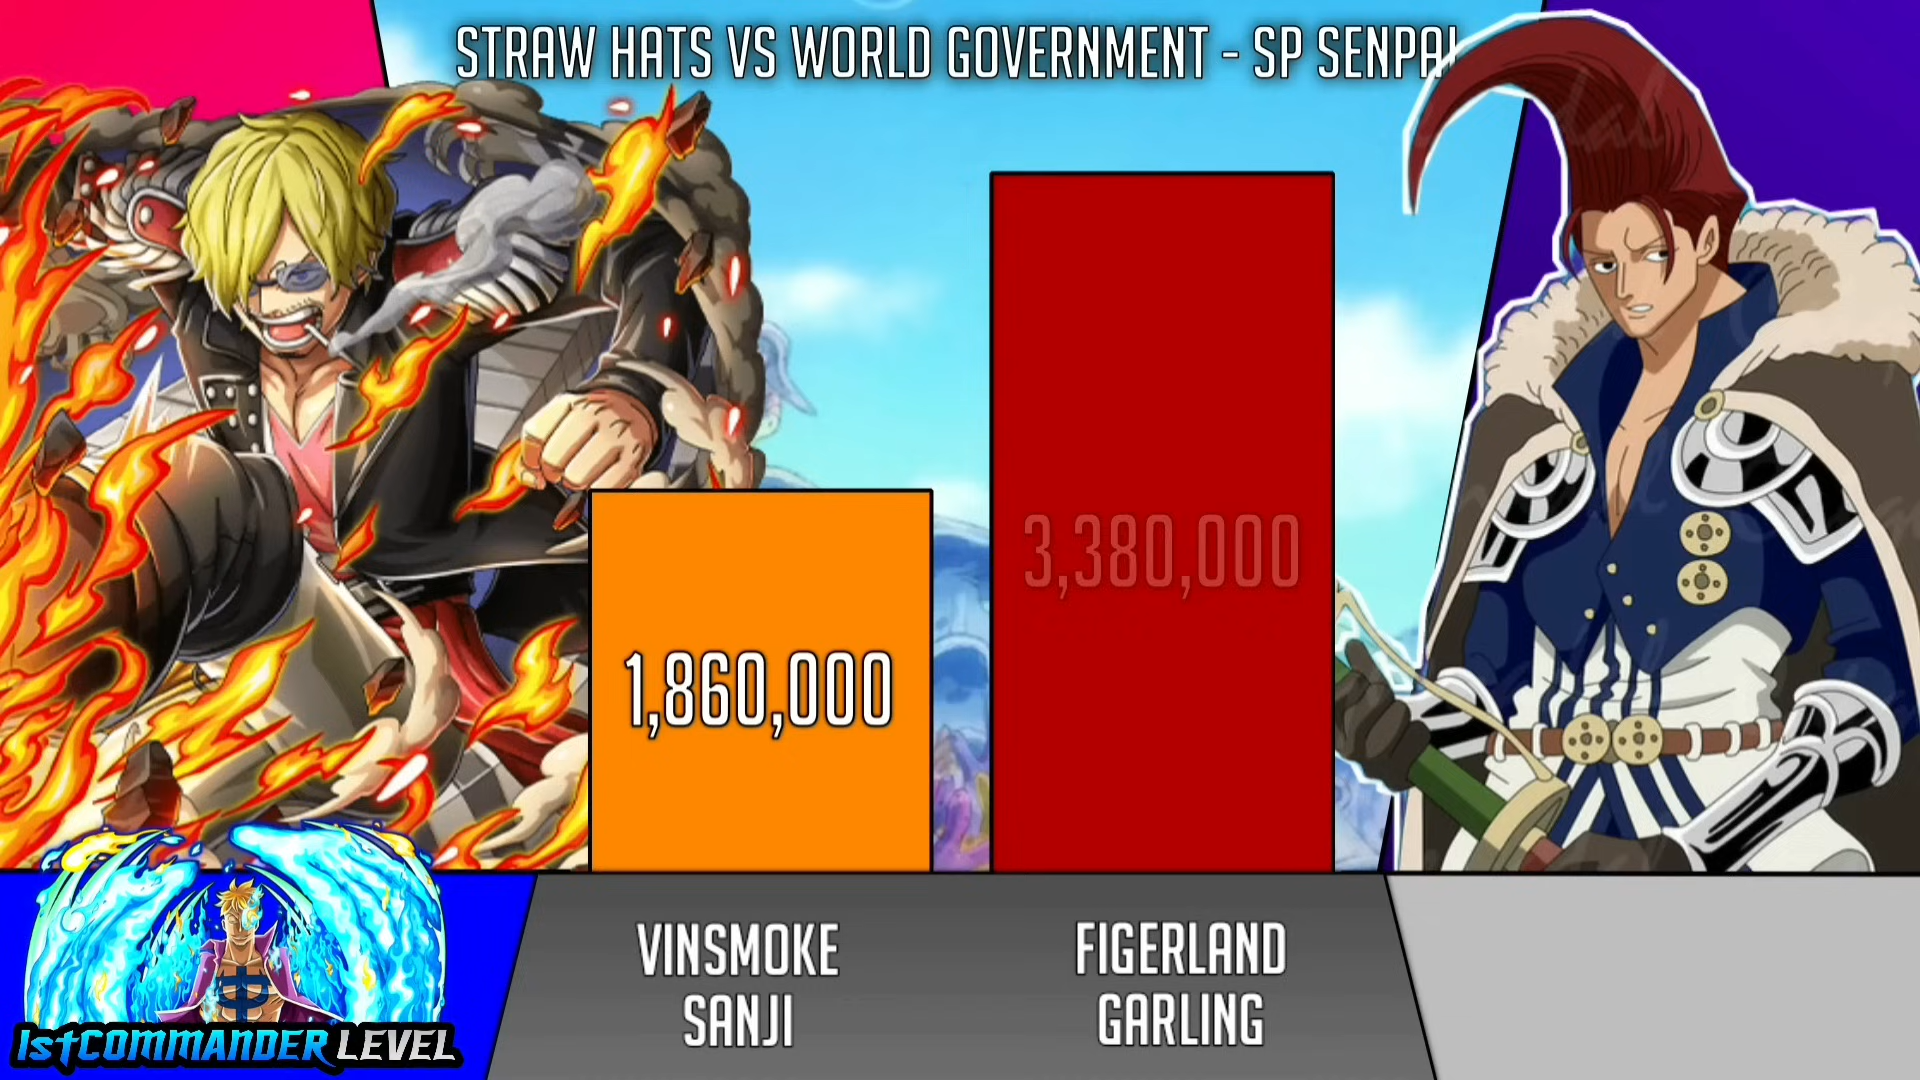 STRAW HATS VS WORLD GOVERNMENT - SP SENPAI
3,380,000
1,860,000
VINSMOKE
SANJI
FIGERLAND
GARLING
1stCOMMANDER LEVEL